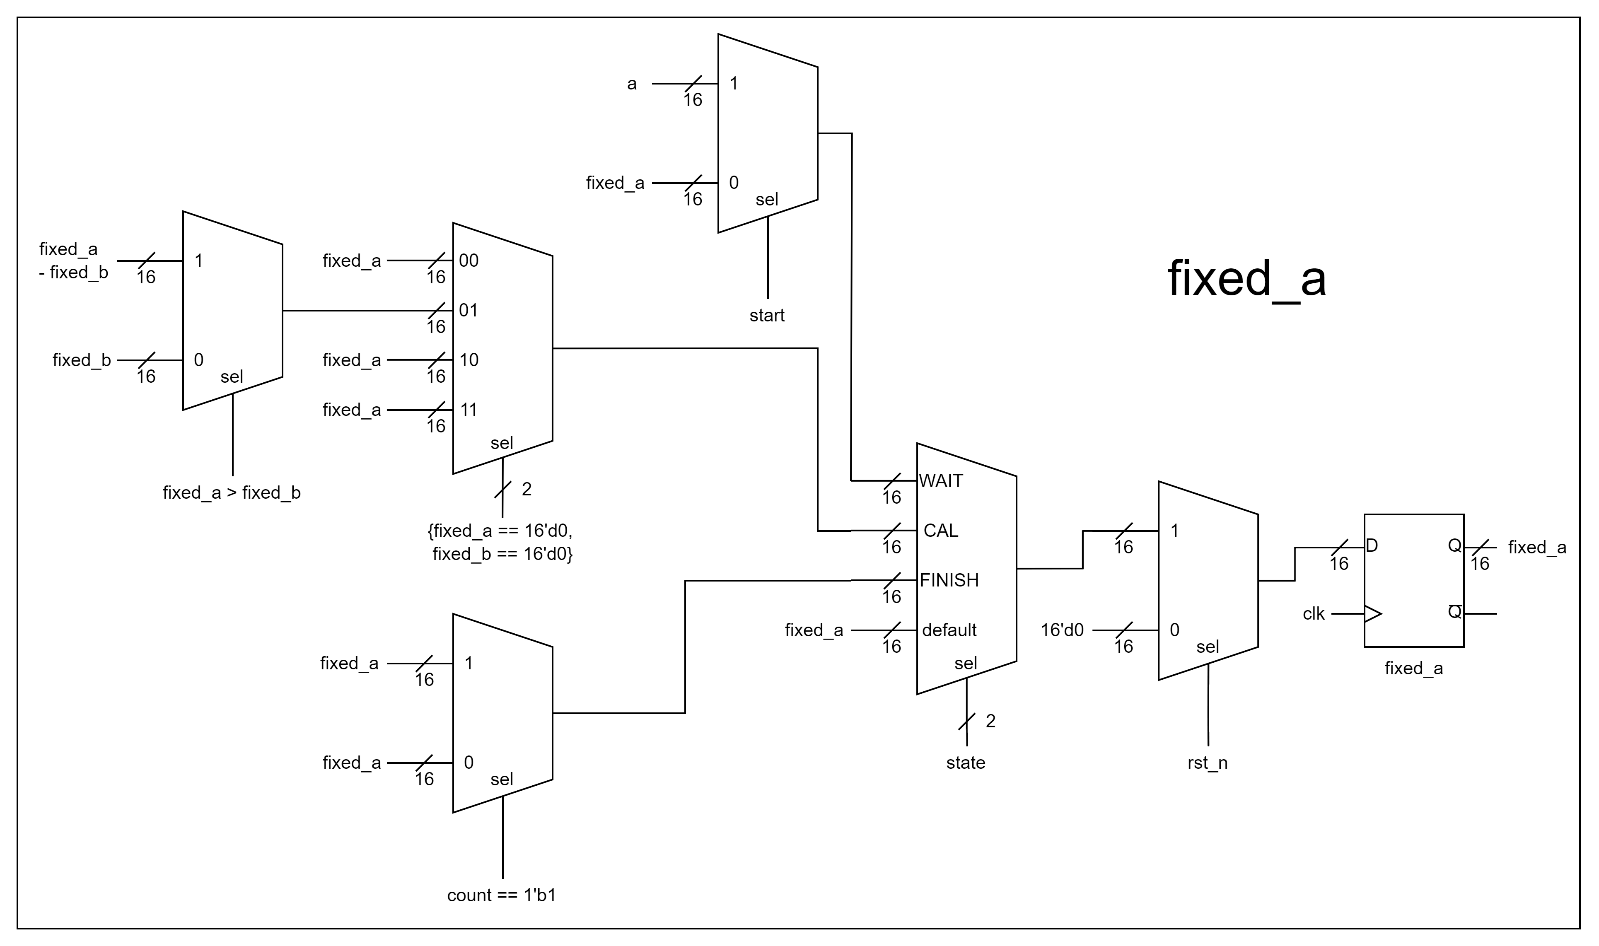 a
16
1
fixed_a
16
0
sel
start
fixed_a
- fixed_b
16
1
fixed_b
16
0
sel
fixed_a > fixed_b
fixed_a
16
00
16
01
fixed_a
16
10
fixed_a
16
11
sel
2
{fixed_a == 16'd0,
fixed_b == 16'd0}
fixed_a
16
WAIT
16
CAL
16
FINISH
fixed_a
16
default
sel
2
state
16
1
16'd0
16
0
sel
rst_n
16
D
Q
16
fixed_a
clk
Q
fixed_a
fixed_a
16
1
fixed_a
16
0
sel
count == 1'b1